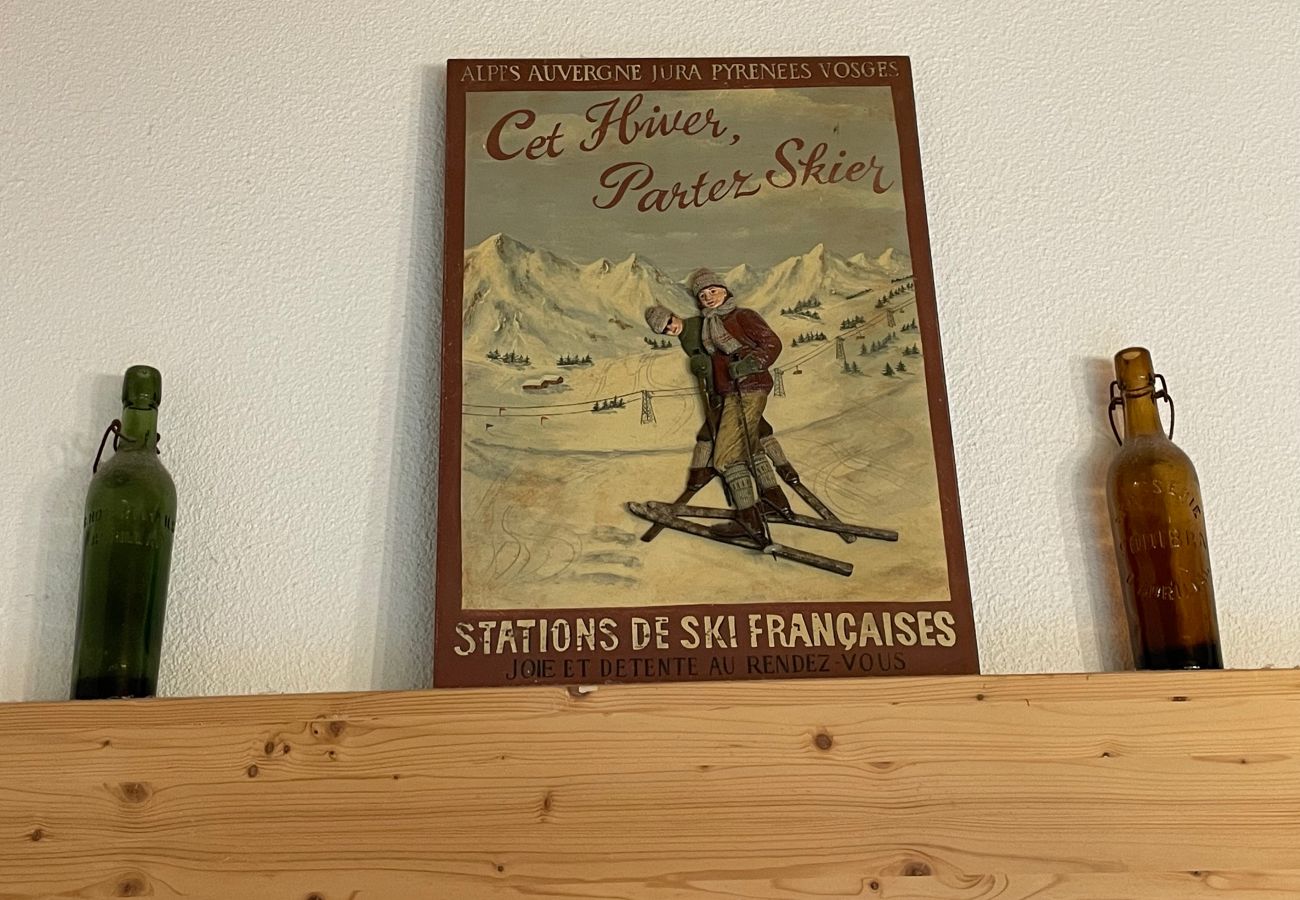 ALPES AUVERGNE JURA PYRENEES VOSGES
Cet Hiver,
Partez Skier
STATIONS DE SKI FRANÇAISES
JOIE ET DETENTE AU RENDEZ-VOUS